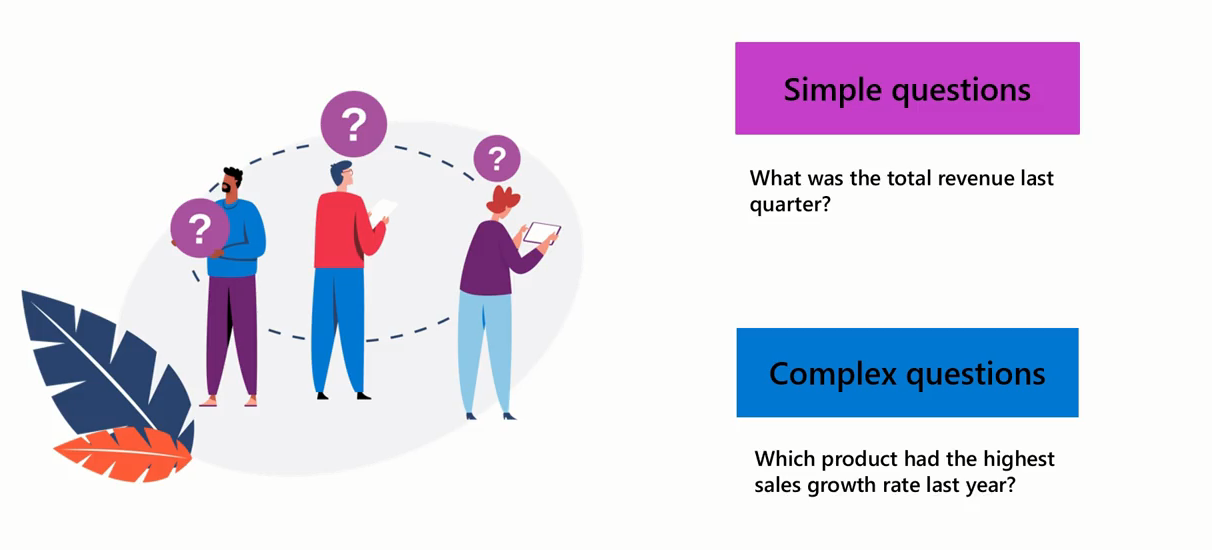 ?
?
?
Simple questions
What was the total revenue last
quarter?
Complex questions
Which product had the highest
sales growth rate last year?